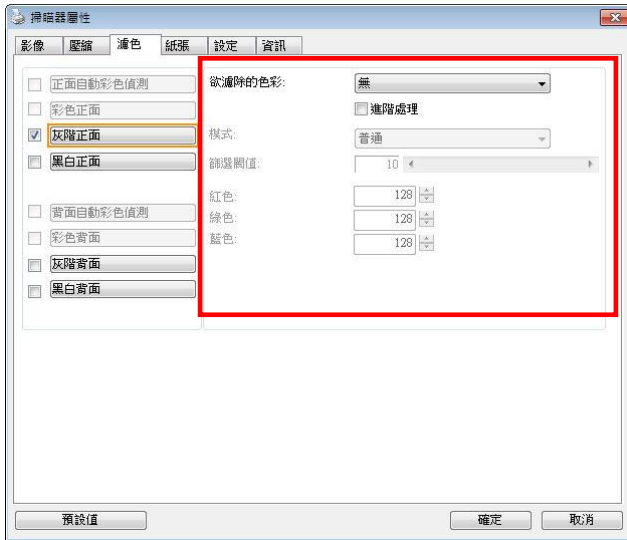 掃瞄器屬性
影像 壓縮 濾色 紙張 設定 資訊
正面自動彩色偵測
彩色正面
灰階正面
黑白正面
背面自動彩色偵測
彩色背面
灰階背面
黑白背面
欲濾除的色彩: 無
進階處理
模式: 普通
篩選閥值: 10
紅色: 128
綠色: 128
藍色: 128
預設值 確定 取消